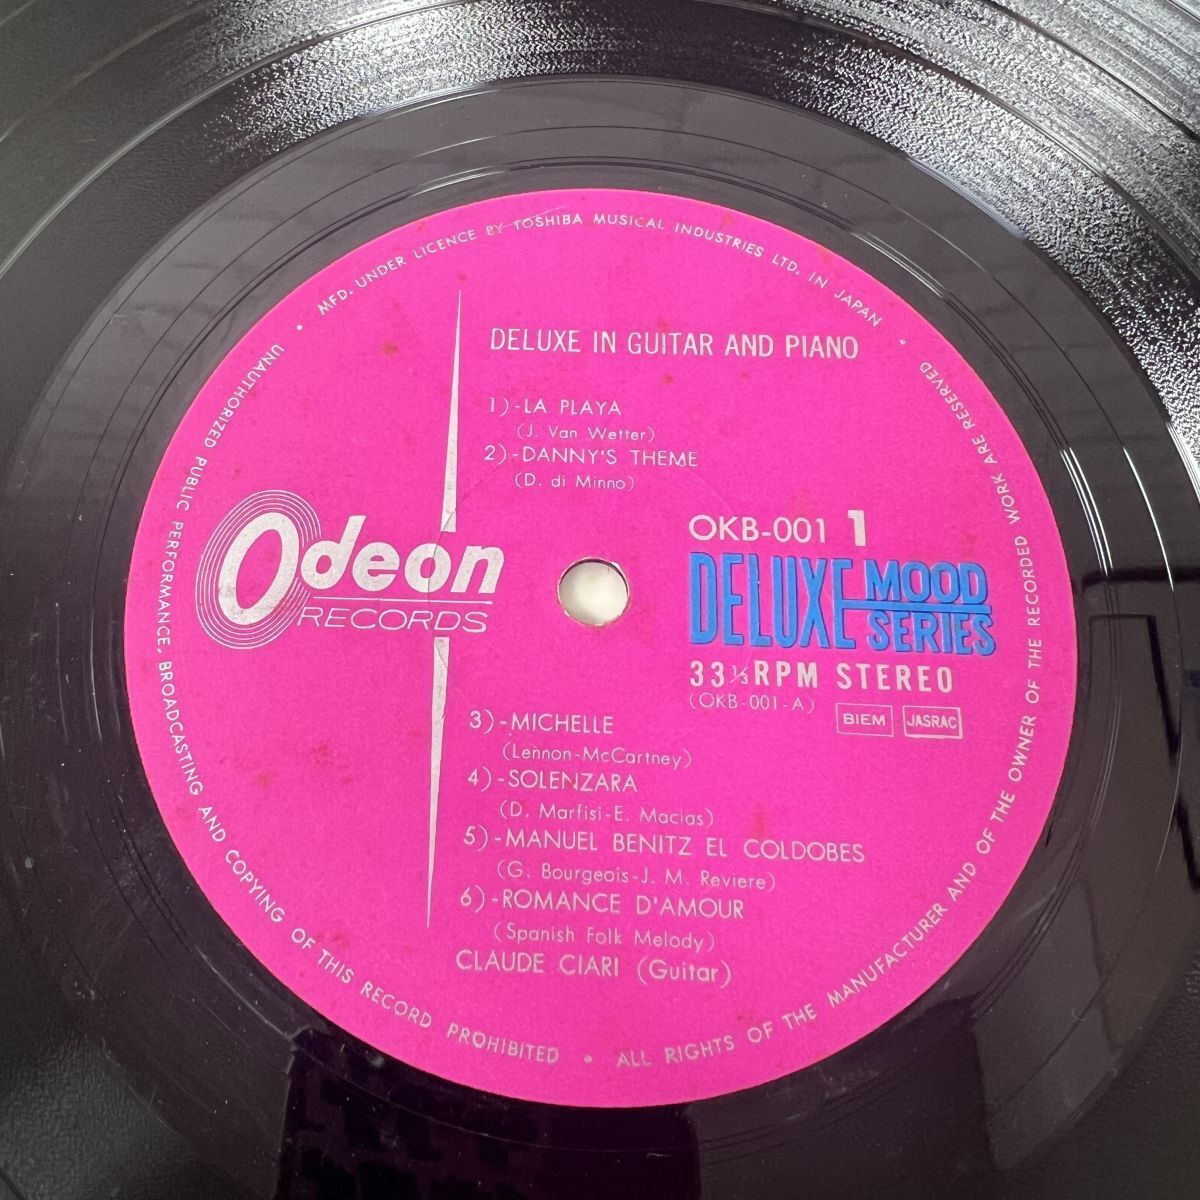 MFD. UNDER LICENCE BY TOSHIBA MUSICAL INDUSTRIES LTD. IN JAPAN
DELUXE IN GUITAR AND PIANO
1)-LA PLAYA
(J. Van Wetter)
2)-DANNY'S THEME
(D. di Minno)
Odeon
RECORDS
OKB-001 1
DELUXE MOOD
SERIES
33⅓RPM STEREO
(OKB-001-A) BIEM JASRAC
3)-MICHELLE
(Lennon-McCartney)
4)-SOLENZARA
(D. Marfisi-E. Macias)
5)-MANUEL BENITZ EL COLDOBES
(G. Bourgeois-J. M. Reviere)
6)-ROMANCE D'AMOUR
(Spanish Folk Melody)
CLAUDE CIARI (Guitar)
UNAUTHORIZED PUBLIC PERFORMANCE, BROADCASTING AND COPYING OF THIS RECORD PROHIBITED • ALL RIGHTS OF THE MANUFACTURER AND OF THE OWNER OF THE RECORDED WORK ARE RESERVED